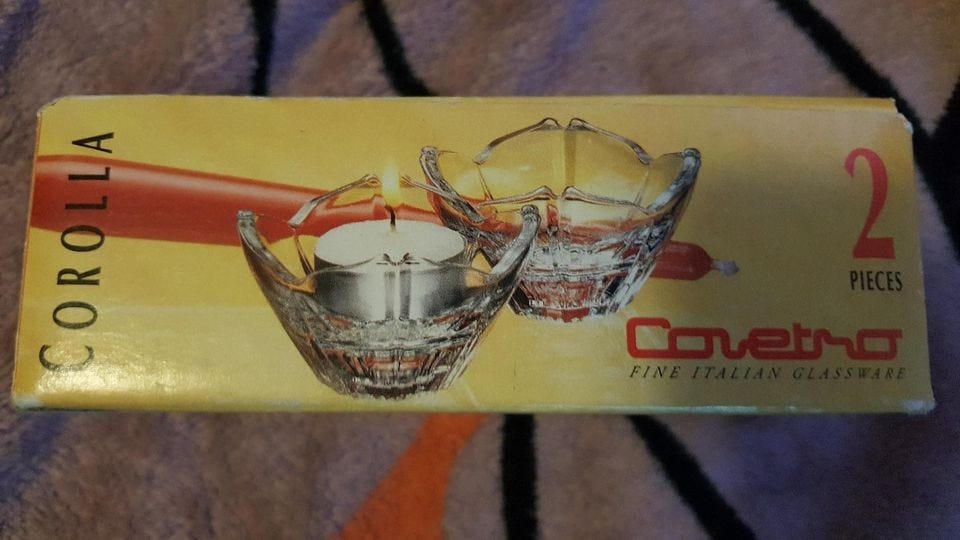 COROLLA
2
PIECES
Covetro
FINE ITALIAN GLASSWARE